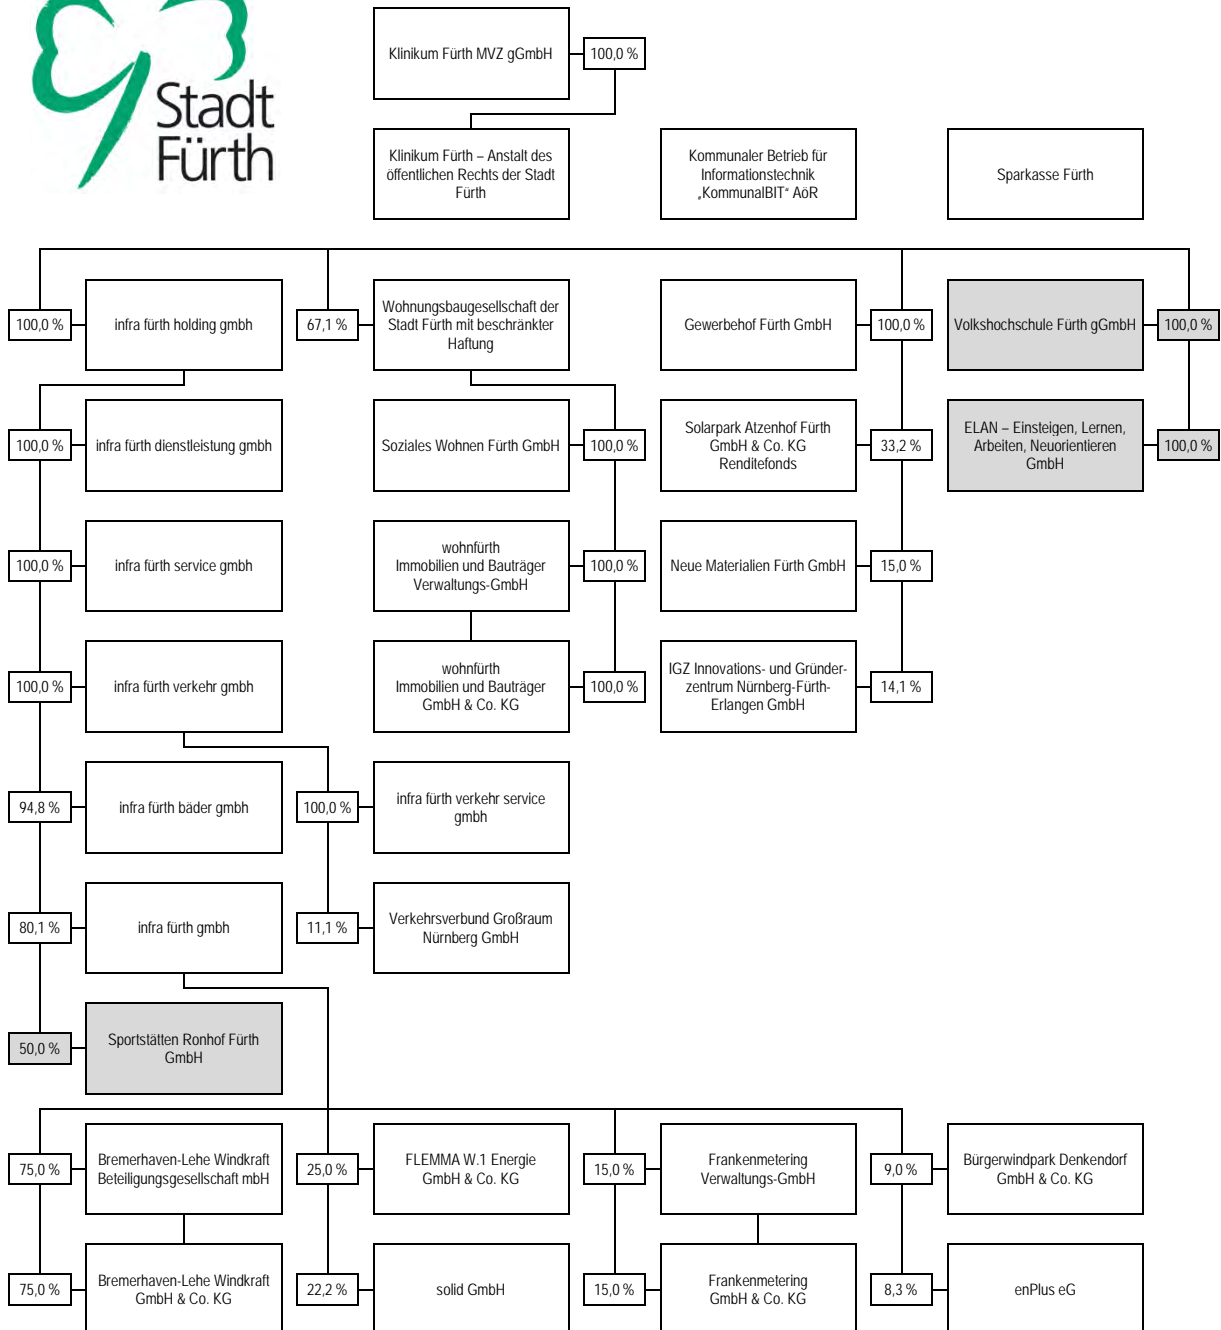 Stadt
Fürth
Klinikum Fürth MVZ gGmbH
100,0 %
Klinikum Fürth – Anstalt des
öffentlichen Rechts der Stadt
Fürth
Kommunaler Betrieb für
Informationstechnik
„KommunalBIT“ AöR
Sparkasse Fürth
100,0 %
infra fürth holding gmbh
67,1 %
Wohnungsbaugesellschaft der
Stadt Fürth mit beschränkter
Haftung
Gewerbehof Fürth GmbH
100,0 %
Volkshochschule Fürth gGmbH
100,0 %
100,0 %
infra fürth dienstleistung gmbh
Soziales Wohnen Fürth GmbH
100,0 %
Solarpark Atzenhof Fürth
GmbH & Co. KG
Renditefonds
33,2 %
ELAN – Einsteigen, Lernen,
Arbeiten, Neuorientieren
GmbH
100,0 %
100,0 %
infra fürth service gmbh
wohnfürth
Immobilien und Bauträger
Verwaltungs-GmbH
100,0 %
Neue Materialien Fürth GmbH
15,0 %
100,0 %
infra fürth verkehr gmbh
wohnfürth
Immobilien und Bauträger
GmbH & Co. KG
100,0 %
IGZ Innovations- und Gründer-
zentrum Nürnberg-Fürth-
Erlangen GmbH
14,1 %
94,8 %
infra fürth bäder gmbh
100,0 %
infra fürth verkehr service
gmbh
80,1 %
infra fürth gmbh
11,1 %
Verkehrsverbund Großraum
Nürnberg GmbH
50,0 %
Sportstätten Ronhof Fürth
GmbH
75,0 %
Bremerhaven-Lehe Windkraft
Beteiligungsgesellschaft mbH
25,0 %
FLEMMA W.1 Energie
GmbH & Co. KG
15,0 %
Frankenmetering
Verwaltungs-GmbH
9,0 %
Bürgerwindpark Denkendorf
GmbH & Co. KG
75,0 %
Bremerhaven-Lehe Windkraft
GmbH & Co. KG
22,2 %
solid GmbH
15,0 %
Frankenmetering
GmbH & Co. KG
8,3 %
enPlus eG